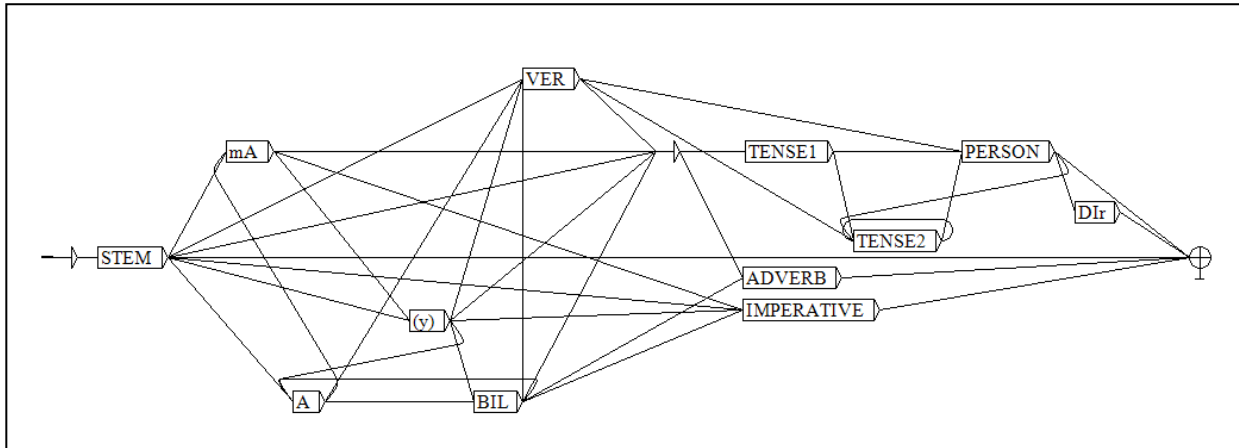 VER
mA
TENSE1
PERSON
DIr
TENSE2
STEM
ADVERB
IMPERATIVE
(y)
A
BIL